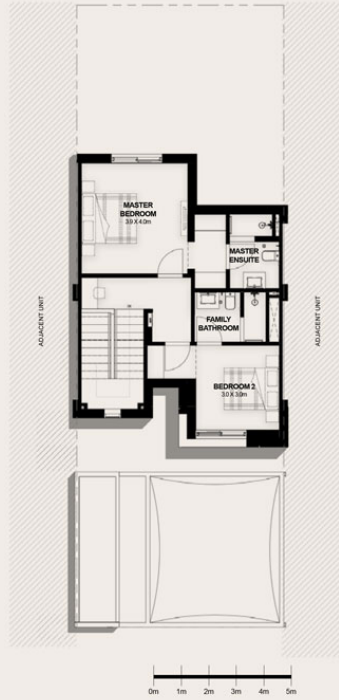 MASTER
BEDROOM
3.9 X 4.0m
MASTER
ENSUITE
FAMILY
BATHROOM
BEDROOM 2
3.0 X 3.0m
ADJACENT UNIT
ADJACENT UNIT
0m 1m 2m 3m 4m 5m